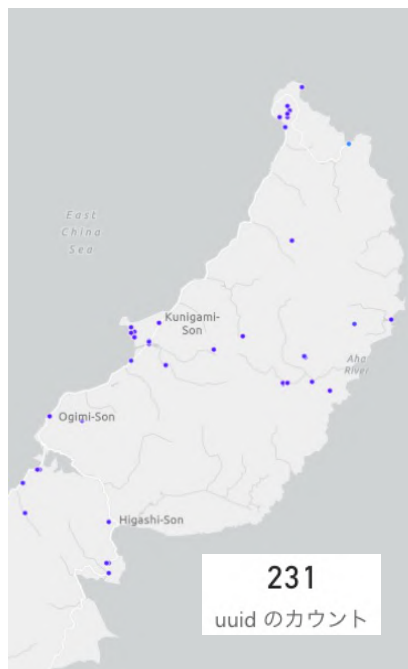 East
China
Sea
Kunigami-
Son
Aha
River
Ogimi-Son
Higashi-Son
231
uuid のカウント